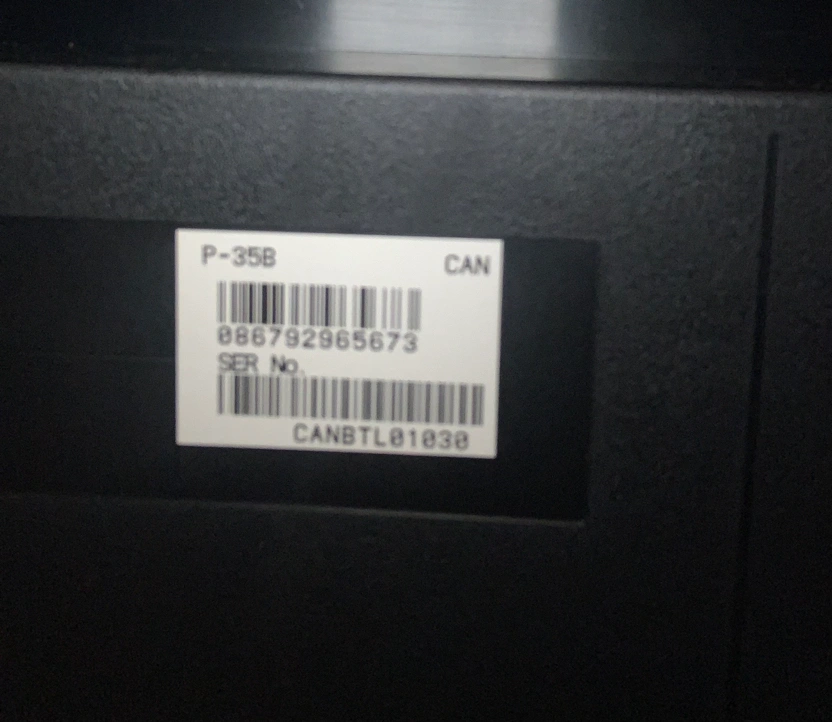 P-35B CAN
086792965673
SER No.
CANBTL01030